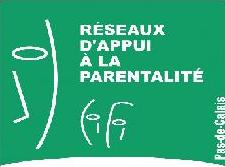 RÉSEAUX
D'APPUI
À LA
PARENTALITÉ
Pas-de-Calais